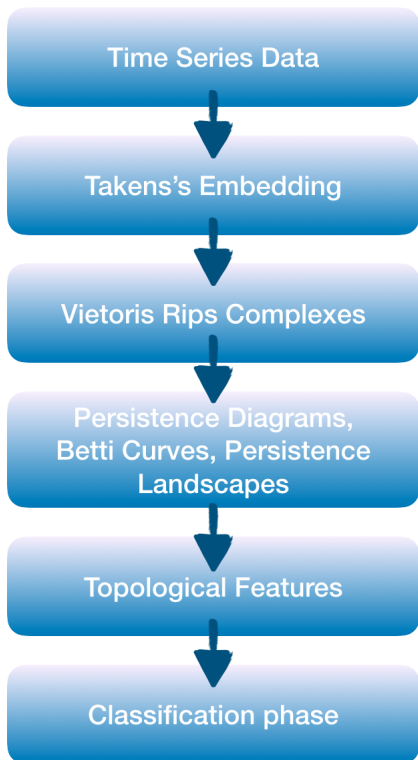 Time Series Data
Takens's Embedding
Vietoris Rips Complexes
Persistence Diagrams,
Betti Curves, Persistence
Landscapes
Topological Features
Classification phase